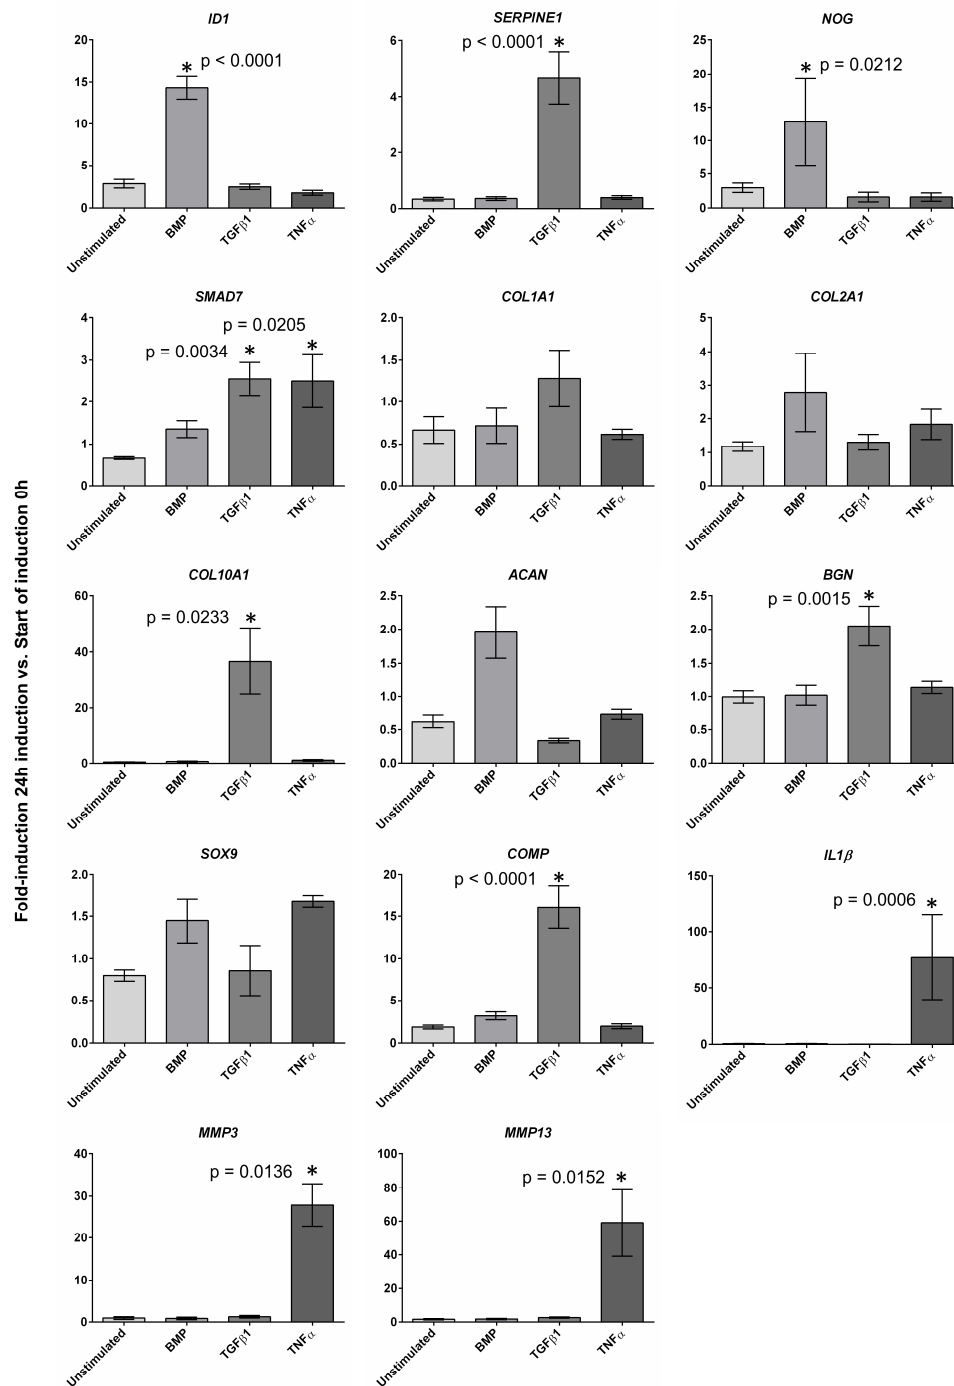 Fold-induction 24h induction vs. Start of induction 0h
ID1
20
15
10
5
0
* p < 0.0001
Unstimulated
BMP
TGFβ1
TNFα
SERPINE1
6
4
2
0
p < 0.0001 *
Unstimulated
BMP
TGFβ1
TNFα
NOG
25
20
15
10
5
0
* p = 0.0212
Unstimulated
BMP
TGFβ1
TNFα
SMAD7
4
3
2
1
0
p = 0.0205
p = 0.0034 * *
Unstimulated
BMP
TGFβ1
TNFα
COL1A1
2.0
1.5
1.0
0.5
0.0
Unstimulated
BMP
TGFβ1
TNFα
COL2A1
5
4
3
2
1
0
Unstimulated
BMP
TGFβ1
TNFα
COL10A1
60
40
20
0
p = 0.0233 *
Unstimulated
BMP
TGFβ1
TNFα
ACAN
2.5
2.0
1.5
1.0
0.5
0.0
Unstimulated
BMP
TGFβ1
TNFα
BGN
2.5
2.0
1.5
1.0
0.5
0.0
p = 0.0015 *
Unstimulated
BMP
TGFβ1
TNFα
SOX9
2.0
1.5
1.0
0.5
0.0
Unstimulated
BMP
TGFβ1
TNFα
COMP
20
15
10
5
0
p < 0.0001 *
Unstimulated
BMP
TGFβ1
TNFα
IL1β
150
100
50
0
p = 0.0006 *
Unstimulated
BMP
TGFβ1
TNFα
MMP3
40
30
20
10
0
p = 0.0136 *
Unstimulated
BMP
TGFβ1
TNFα
MMP13
100
80
60
40
20
0
p = 0.0152 *
Unstimulated
BMP
TGFβ1
TNFα